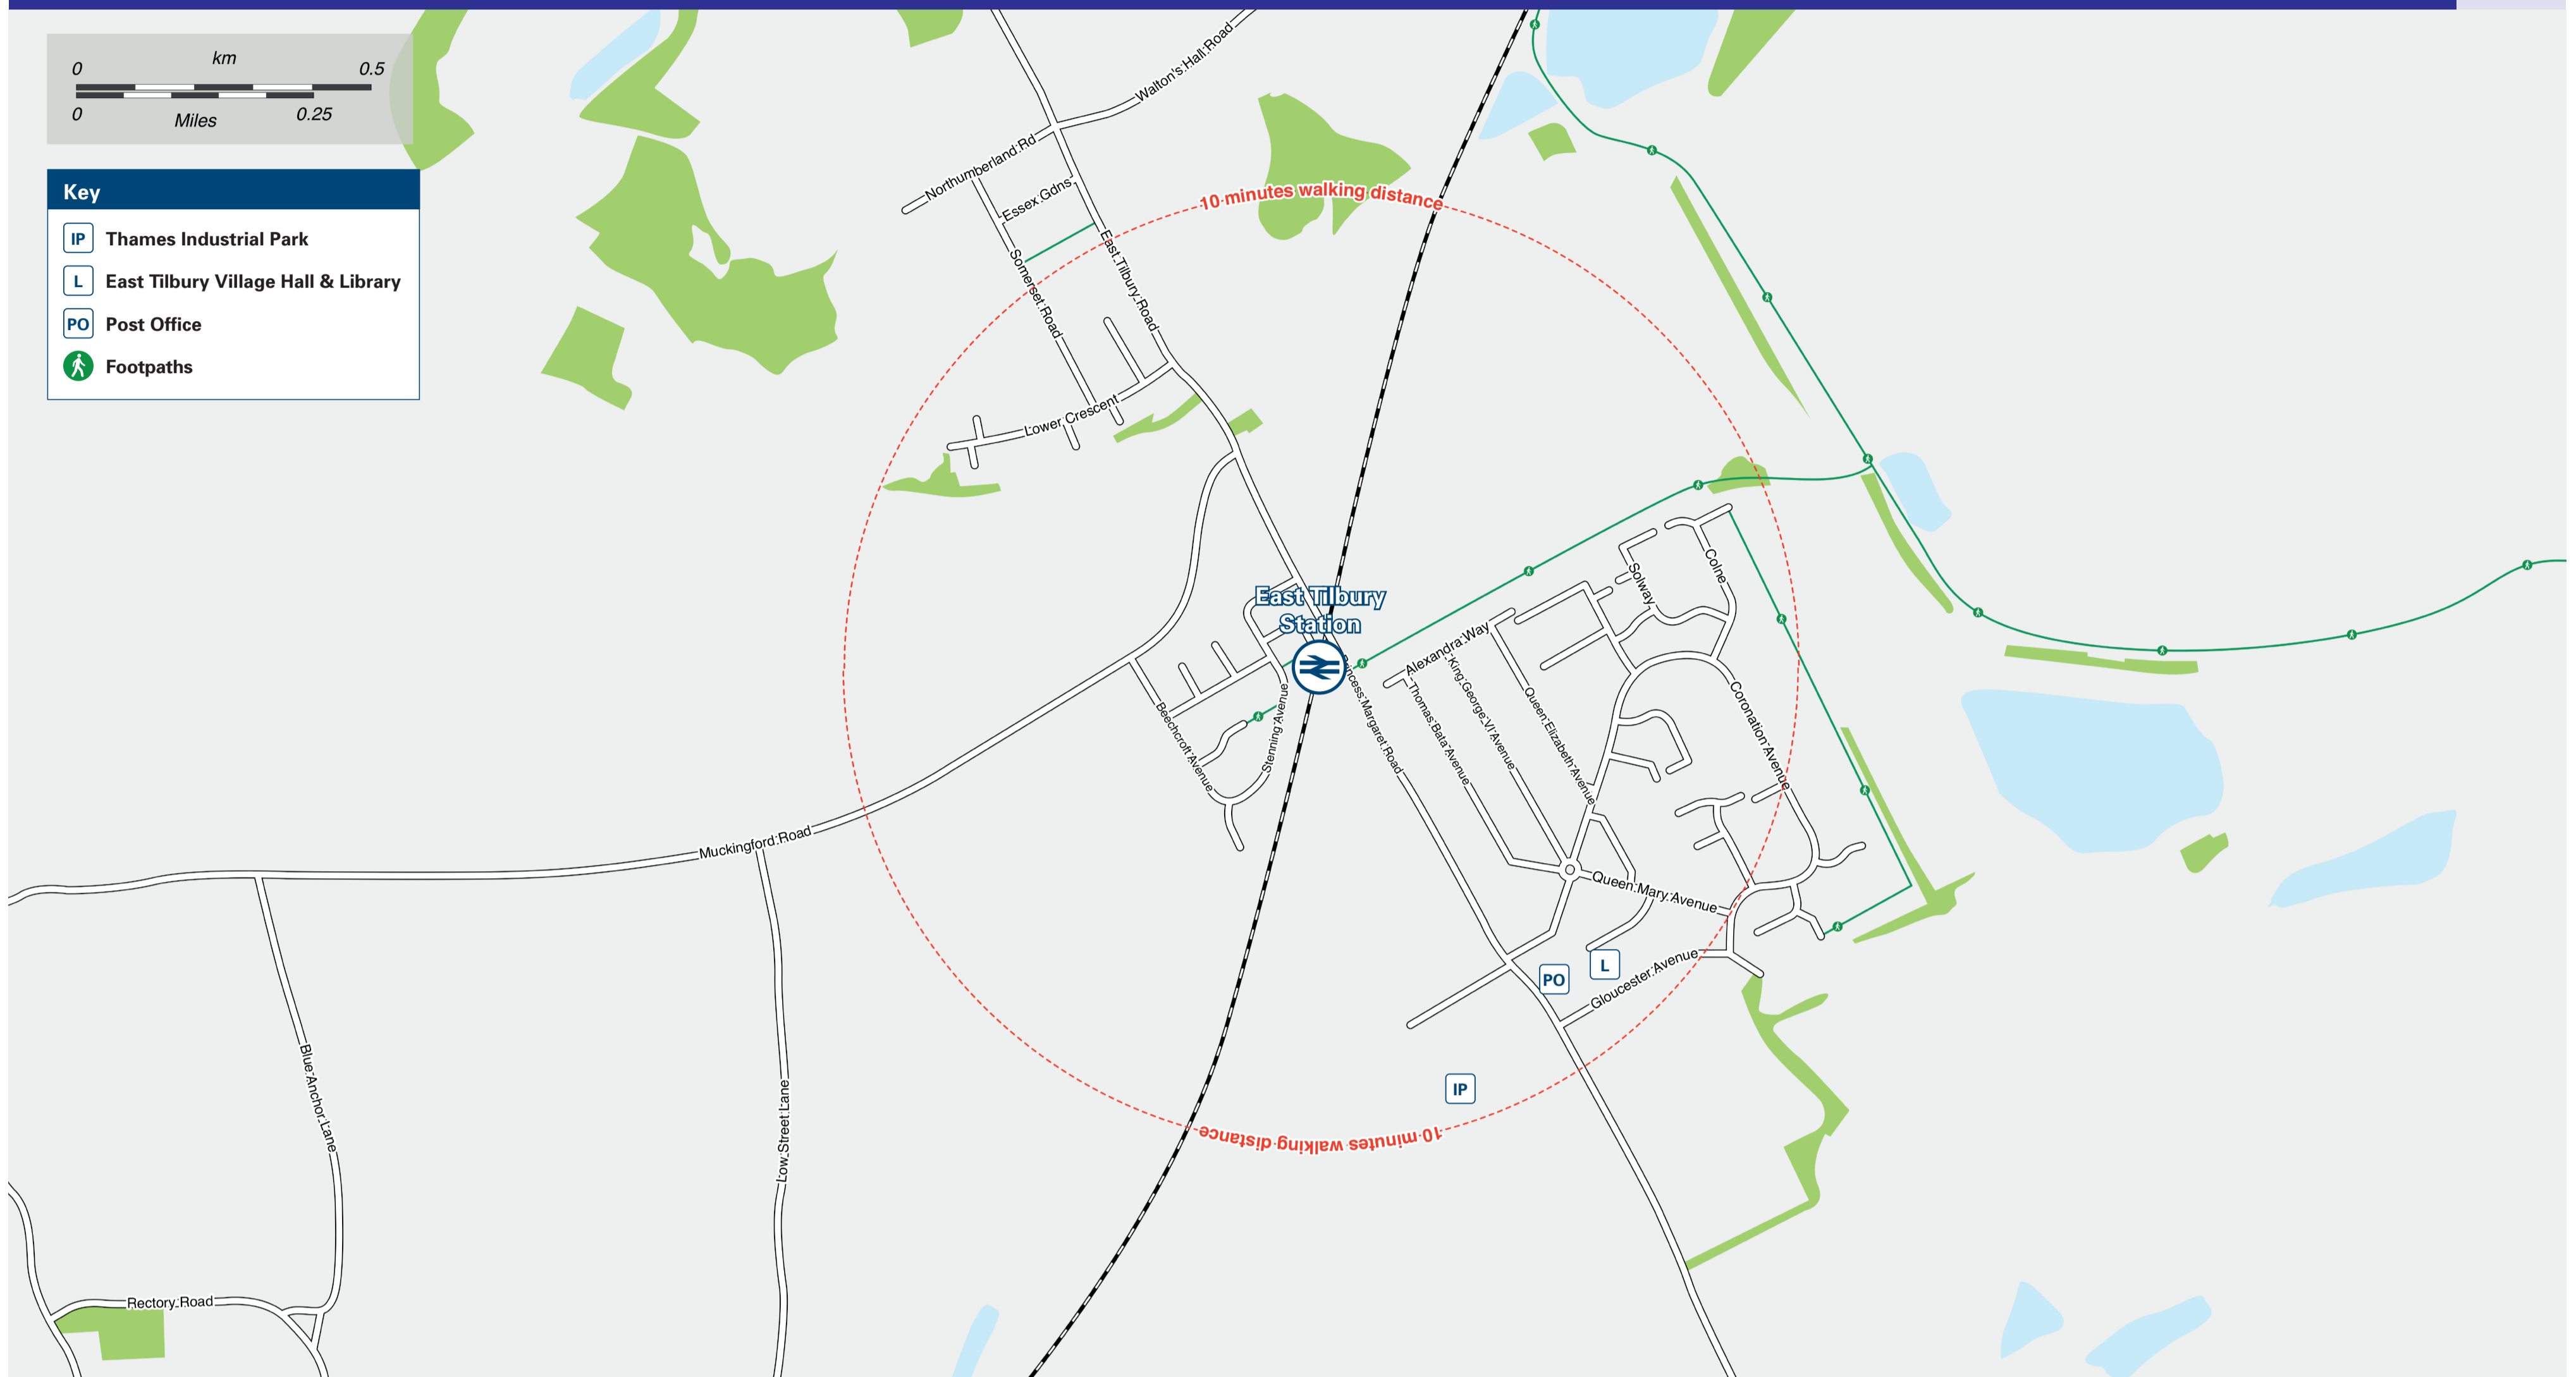 km
0
0.5
0
0.25
Miles
Key
IP
Thames Industrial Park
L
East Tilbury Village Hall & Library
PO
Post Office
Footpaths
Walton's Hall Road
Northumberland Rd
Essex Gdns
10 minutes walking distance
East Tilbury Road
Somerset Road
Lower Crescent
East Tilbury
Station
Solway
Colne
Alexandra Way
Princess Margaret Road
King George VI Avenue
Thomas Bata Avenue
Queen Elizabeth Avenue
Coronation Avenue
Beechcroft Avenue
Stenning Avenue
Muckingford Road
Queen Mary Avenue
Gloucester Avenue
L
PO
IP
Blue Anchor Lane
Low Street Lane
10 minutes walking distance
Rectory Road